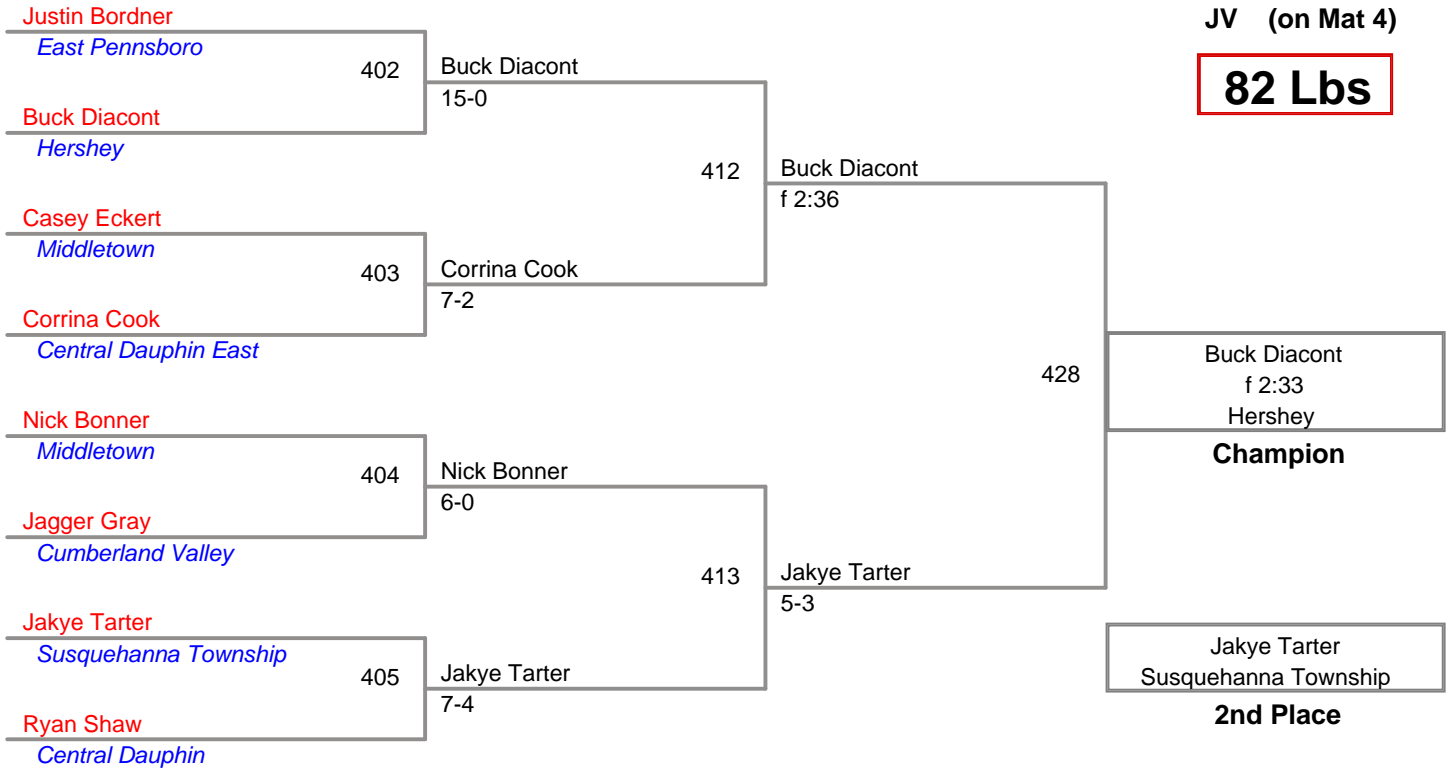 Justin Bordner
East Pennsboro
402
Buck Diacont
15-0
Buck Diacont
Hershey
412
Buck Diacont
f 2:36
Casey Eckert
Middletown
403
Corrina Cook
7-2
Corrina Cook
Central Dauphin East
428
Buck Diacont
f 2:33
Hershey
Champion
Nick Bonner
Middletown
404
Nick Bonner
6-0
Jagger Gray
Cumberland Valley
413
Jakye Tarter
5-3
Jakye Tarter
Susquehanna Township
405
Jakye Tarter
7-4
Ryan Shaw
Central Dauphin
Jakye Tarter
Susquehanna Township
2nd Place
JV (on Mat 4)
82 Lbs